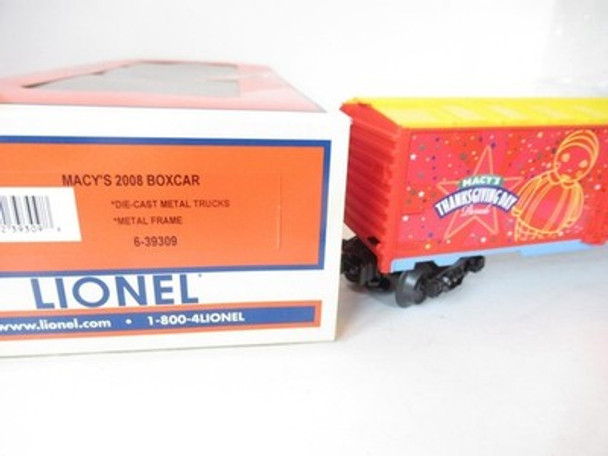 MACY'S 2008 BOXCAR
*DIE-CAST METAL TRUCKS
*METAL FRAME
6-39309
LIONEL
www.lionel.com • 1-800-4LIONEL
MACY'S
THANKSGIVING DAY
Parade